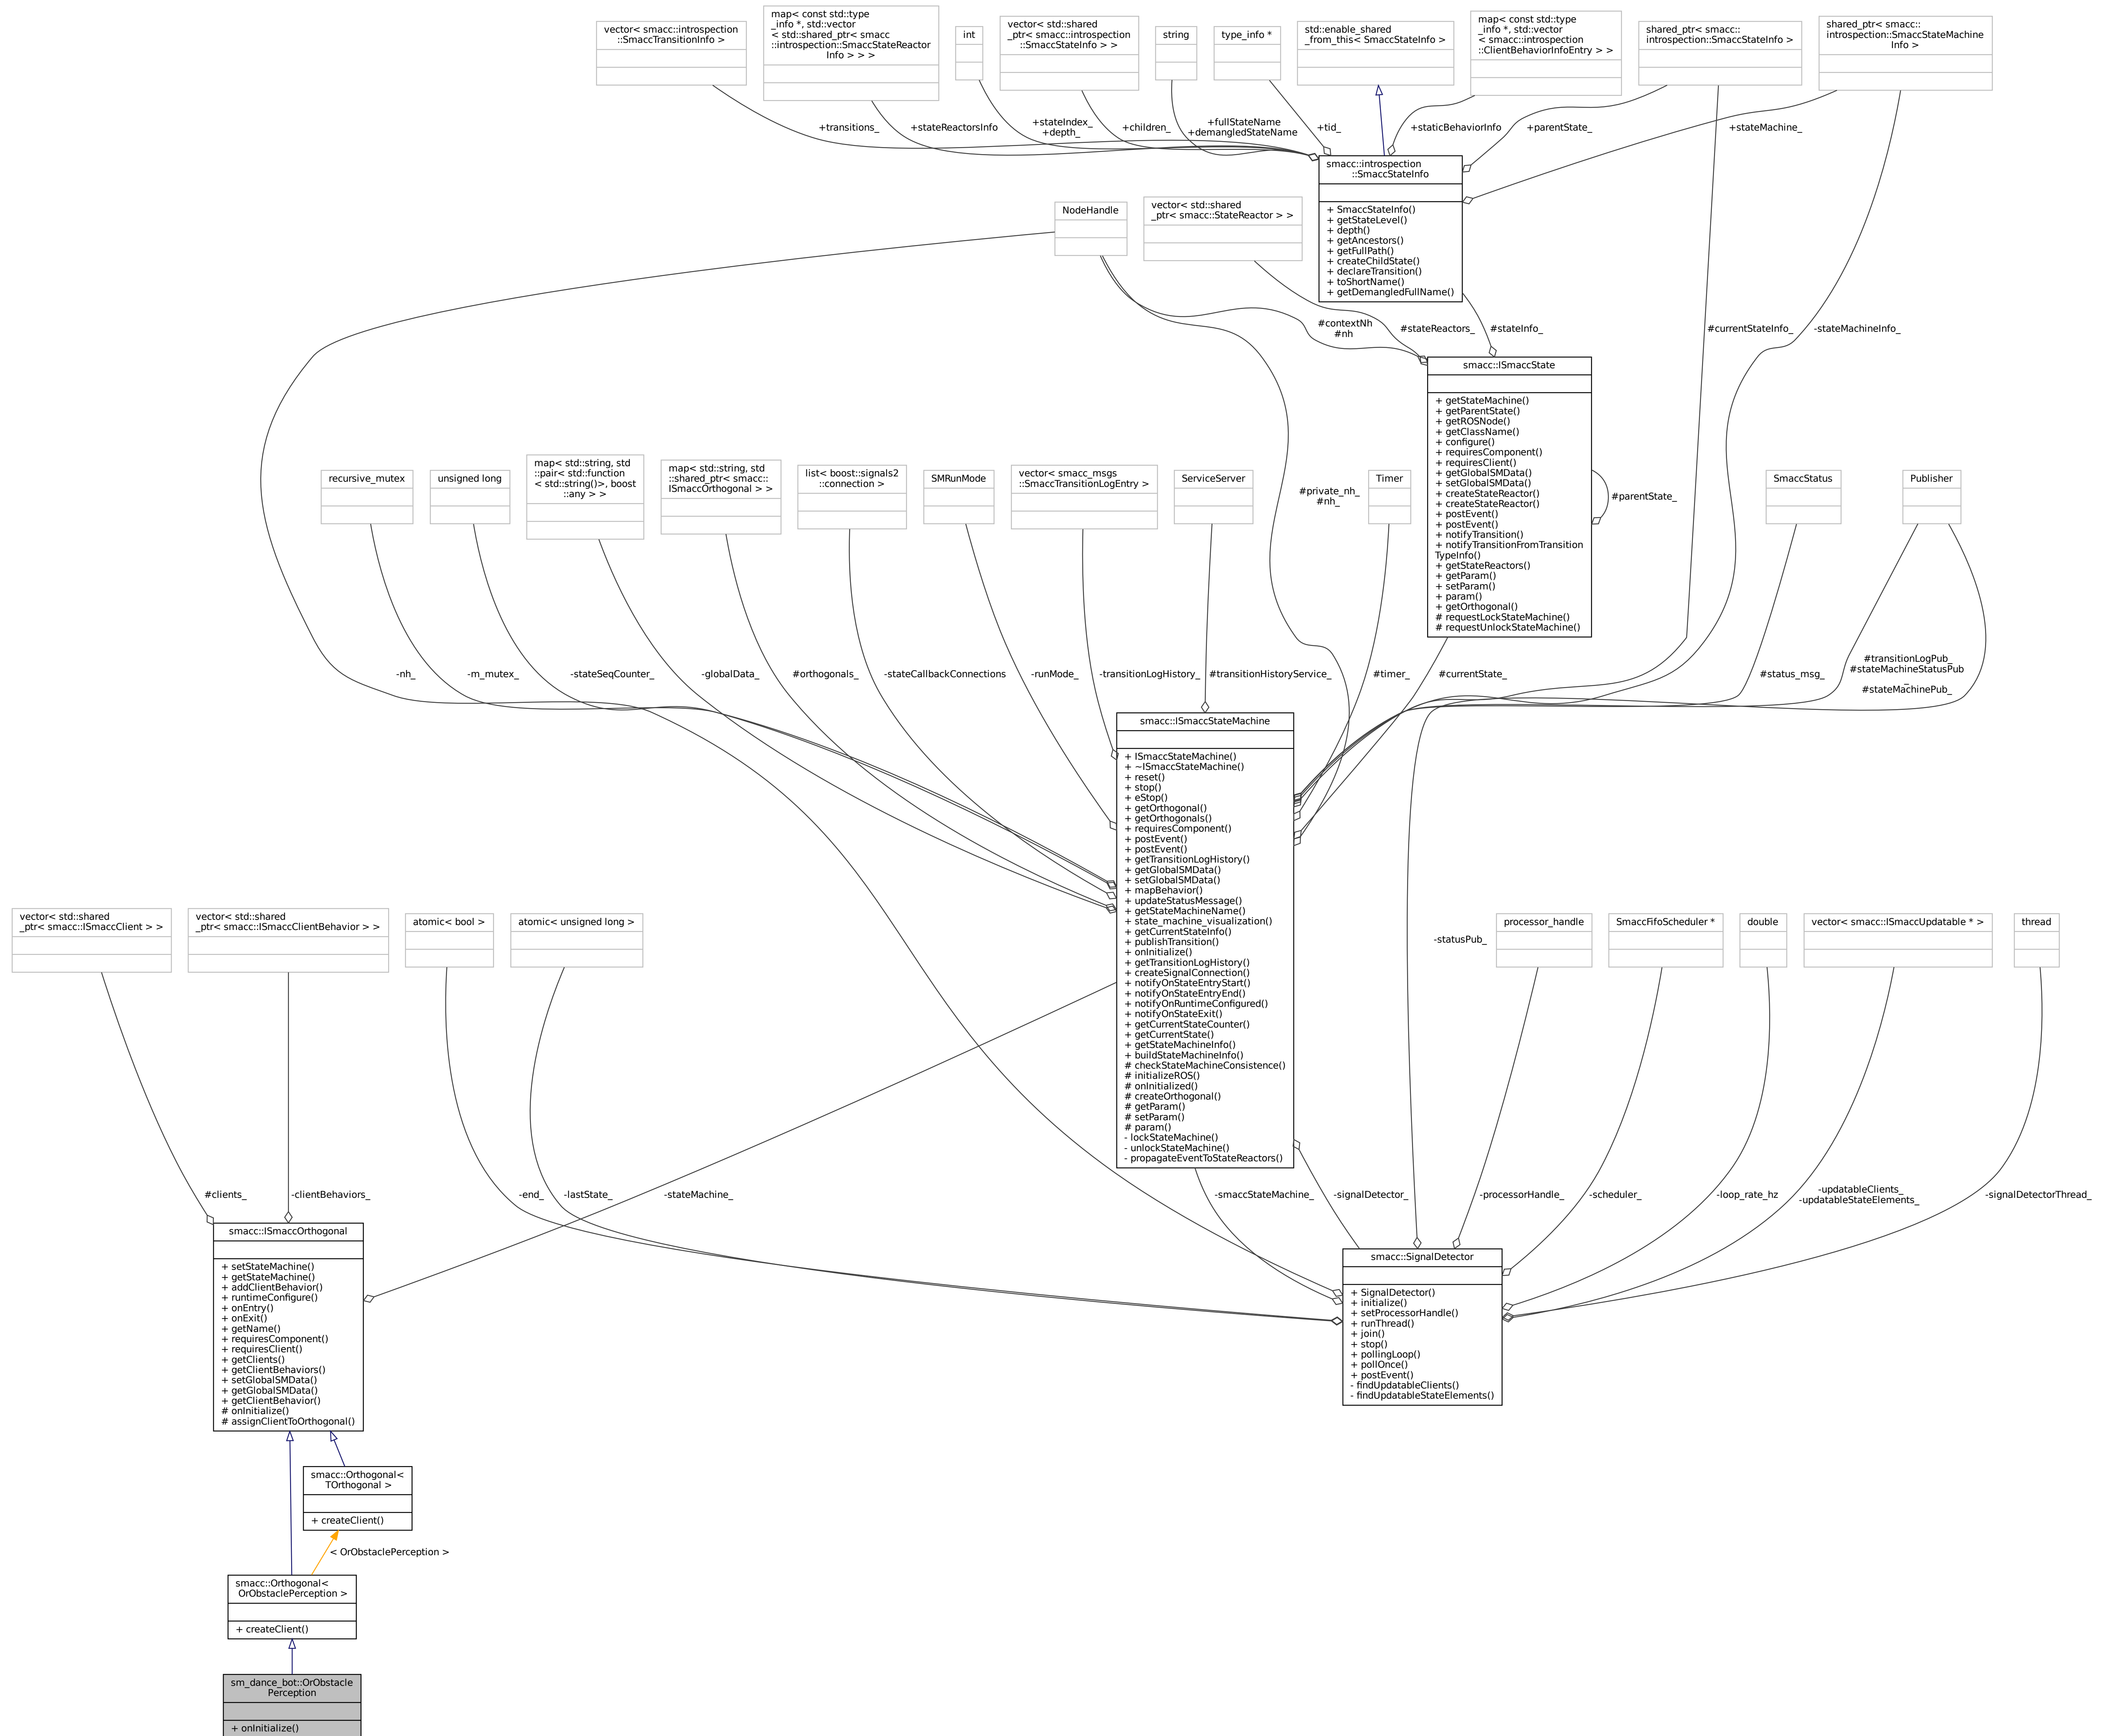 vector< smacc::introspection
::SmaccTransitionInfo >
map< const std::type
_info *, std::vector
< std::shared_ptr< smacc
::introspection::SmaccStateReactor
Info > > >
int
vector< std::shared
_ptr< smacc::introspection
::SmaccStateInfo > >
string
type_info *
std::enable_shared
_from_this< SmaccStateInfo >
map< const std::type
_info *, std::vector
< smacc::introspection
::ClientBehaviorInfoEntry > >
shared_ptr< smacc::
introspection::SmaccStateInfo >
shared_ptr< smacc::
introspection::SmaccStateMachine
Info >
+transitions_
+stateReactorsInfo
+stateIndex_
+depth_
+children_
+fullStateName
+demangledStateName
+tid_
+staticBehaviorInfo
+parentState_
+stateMachine_
smacc::introspection
::SmaccStateInfo
+ SmaccStateInfo()
+ getStateLevel()
+ depth()
+ getAncestors()
+ getFullPath()
+ createChildState()
+ declareTransition()
+ toShortName()
+ getDemangledFullName()
NodeHandle
vector< std::shared
_ptr< smacc::StateReactor > >
#contextNh
#nh
#stateReactors_
#stateInfo_
#currentStateInfo_
-stateMachineInfo_
smacc::ISmaccState
+ getStateMachine()
+ getParentState()
+ getROSNode()
+ getClassName()
+ configure()
+ requiresComponent()
+ requiresClient()
+ getGlobalSMData()
+ setGlobalSMData()
+ createStateReactor()
+ createStateReactor()
+ postEvent()
+ postEvent()
+ notifyTransition()
+ notifyTransitionFromTransition
TypeInfo()
+ getStateReactors()
+ getParam()
+ setParam()
+ param()
+ getOrthogonal()
# requestLockStateMachine()
# requestUnlockStateMachine()
#parentState_
recursive_mutex
unsigned long
map< std::string, std
::pair< std::function
< std::string()>, boost
::any > >
map< std::string, std
::shared_ptr< smacc::
ISmaccOrthogonal > >
list< boost::signals2
::connection >
SMRunMode
vector< smacc_msgs
::SmaccTransitionLogEntry >
ServiceServer
#private_nh_
#nh_
Timer
SmaccStatus
Publisher
-nh_
-m_mutex_
-stateSeqCounter_
-globalData_
#orthogonals_
-stateCallbackConnections
-runMode_
-transitionLogHistory_
#transitionHistoryService_
#timer_
#currentState_
#status_msg_
#transitionLogPub_
#stateMachineStatusPub
_
#stateMachinePub_
smacc::ISmaccStateMachine
+ ISmaccStateMachine()
+ ~ISmaccStateMachine()
+ reset()
+ stop()
+ eStop()
+ getOrthogonal()
+ getOrthogonals()
+ requiresComponent()
+ postEvent()
+ postEvent()
+ getTransitionLogHistory()
+ getGlobalSMData()
+ setGlobalSMData()
+ mapBehavior()
+ updateStatusMessage()
+ getStateMachineName()
+ state_machine_visualization()
+ getCurrentStateInfo()
+ publishTransition()
+ onInitialize()
+ getTransitionLogHistory()
+ createSignalConnection()
+ notifyOnStateEntryStart()
+ notifyOnStateEntryEnd()
+ notifyOnRuntimeConfigured()
+ notifyOnStateExit()
+ getCurrentStateCounter()
+ getCurrentState()
+ getStateMachineInfo()
+ buildStateMachineInfo()
# checkStateMachineConsistence()
# initializeROS()
# onInitialized()
# createOrthogonal()
# getParam()
# setParam()
# param()
- lockStateMachine()
- unlockStateMachine()
- propagateEventToStateReactors()
vector< std::shared
_ptr< smacc::ISmaccClient > >
vector< std::shared
_ptr< smacc::ISmaccClientBehavior > >
atomic< bool >
atomic< unsigned long >
-statusPub_
processor_handle
SmaccFifoScheduler *
double
vector< smacc::ISmaccUpdatable * >
thread
#clients_
-clientBehaviors_
-end_
-lastState_
-stateMachine_
-smaccStateMachine_
-signalDetector_
-processorHandle_
-scheduler_
-loop_rate_hz
-updatableClients_
-updatableStateElements_
-signalDetectorThread_
smacc::ISmaccOrthogonal
+ setStateMachine()
+ getStateMachine()
+ addClientBehavior()
+ runtimeConfigure()
+ onEntry()
+ onExit()
+ getName()
+ requiresComponent()
+ requiresClient()
+ getClients()
+ getClientBehaviors()
+ setGlobalSMData()
+ getGlobalSMData()
+ getClientBehavior()
# onInitialize()
# assignClientToOrthogonal()
smacc::SignalDetector
+ SignalDetector()
+ initialize()
+ setProcessorHandle()
+ runThread()
+ join()
+ stop()
+ pollingLoop()
+ pollOnce()
+ postEvent()
- findUpdatableClients()
- findUpdatableStateElements()
smacc::Orthogonal<
TOrthogonal >
+ createClient()
< OrObstaclePerception >
smacc::Orthogonal<
OrObstaclePerception >
+ createClient()
sm_dance_bot::OrObstacle
Perception
+ onInitialize()